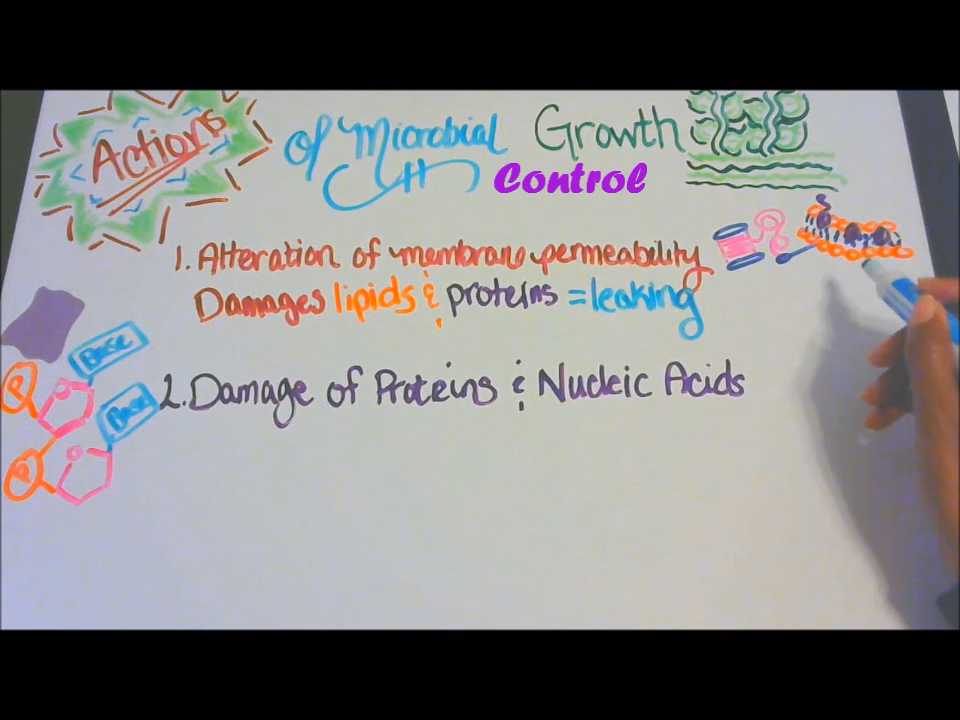 Actions of Microbial Growth
Control
1. Alteration of membrane permeability
Damages lipids & proteins = leaking
Base
Base
P
P
2. Damage of Proteins & Nucleic Acids